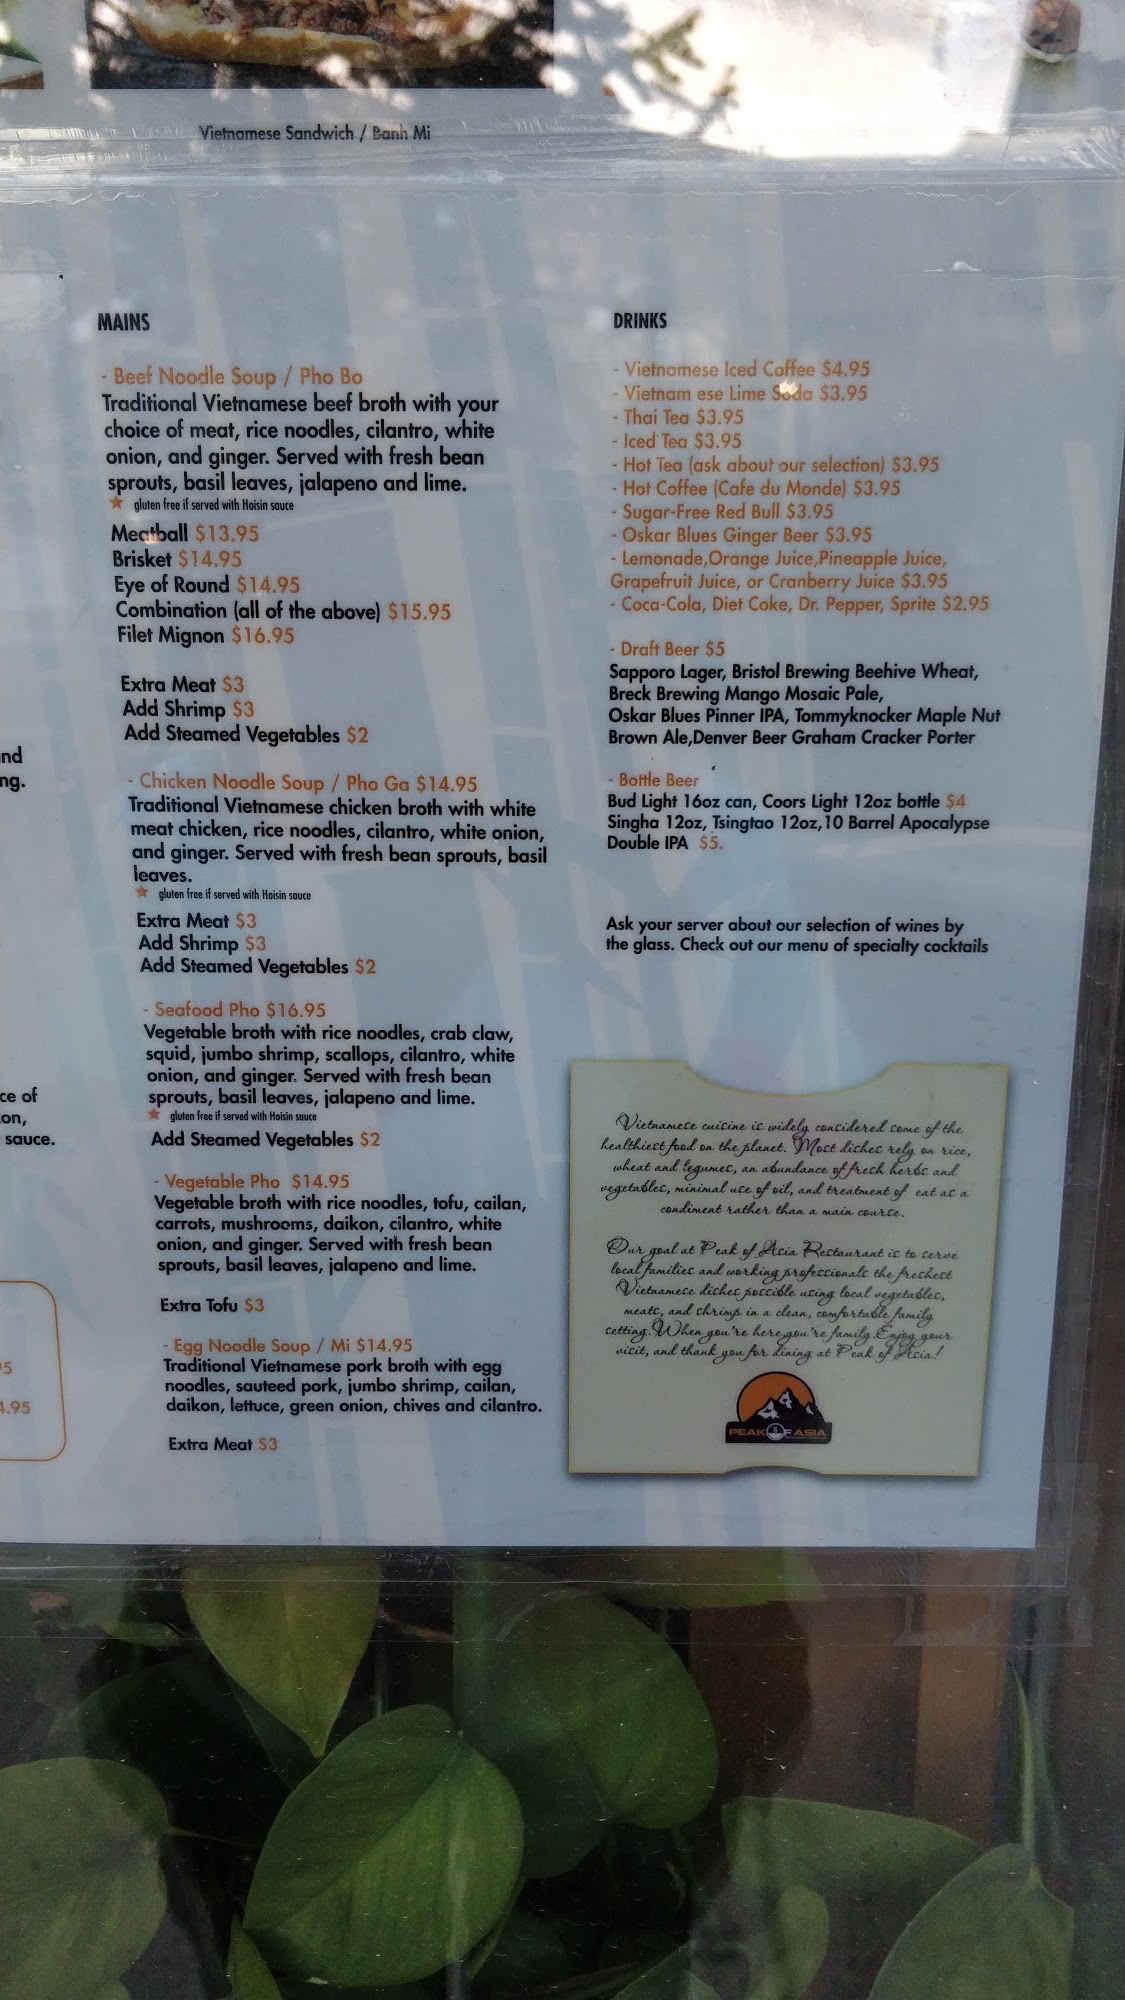 Vietnamese Sandwich / Banh Mi
MAINS
- Beef Noodle Soup / Pho Bo
Traditional Vietnamese beef broth with your
choice of meat, rice noodles, cilantro, white
onion, and ginger. Served with fresh bean
sprouts, basil leaves, jalapeno and lime.
gluten free if served with Hoisin sauce
Meatball $13.95
Brisket $14.95
Eye of Round $14.95
Combination (all of the above) $15.95
Filet Mignon $16.95
Extra Meat $3
Add Shrimp $3
Add Steamed Vegetables $2
- Chicken Noodle Soup / Pho Ga $14.95
Traditional Vietnamese chicken broth with white
meat chicken, rice noodles, cilantro, white onion,
and ginger. Served with fresh bean sprouts, basil
leaves.
gluten free if served with Hoisin sauce
Extra Meat $3
Add Shrimp $3
Add Steamed Vegetables $2
- Seafood Pho $16.95
Vegetable broth with rice noodles, crab claw,
squid, jumbo shrimp, scallops, cilantro, white
onion, and ginger. Served with fresh bean
sprouts, basil leaves, jalapeno and lime.
gluten free if served with Hoisin sauce
Add Steamed Vegetables $2
- Vegetable Pho $14.95
Vegetable broth with rice noodles, tofu, cailan,
carrots, mushrooms, daikon, cilantro, white
onion, and ginger. Served with fresh bean
sprouts, basil leaves, jalapeno and lime.
Extra Tofu $3
- Egg Noodle Soup / Mi $14.95
Traditional Vietnamese pork broth with egg
noodles, sauteed pork, jumbo shrimp, cailan,
daikon, lettuce, green onion, chives and cilantro.
Extra Meat $3
DRINKS
- Vietnamese Iced Coffee $4.95
- Vietnam ese Lime Soda $3.95
- Thai Tea $3.95
- Iced Tea $3.95
- Hot Tea (ask about our selection) $3.95
- Hot Coffee (Cafe du Monde) $3.95
- Sugar-Free Red Bull $3.95
- Oskar Blues Ginger Beer $3.95
- Lemonade,Orange Juice,Pineapple Juice,
Grapefruit Juice, or Cranberry Juice $3.95
- Coca-Cola, Diet Coke, Dr. Pepper, Sprite $2.95
- Draft Beer $5
Sapporo Lager, Bristol Brewing Beehive Wheat,
Breck Brewing Mango Mosaic Pale,
Oskar Blues Pinner IPA, Tommyknocker Maple Nut
Brown Ale,Denver Beer Graham Cracker Porter
- Bottle Beer
Bud Light 16oz can, Coors Light 12oz bottle $4
Singha 12oz, Tsingtao 12oz,10 Barrel Apocalypse
Double IPA $5.
Ask your server about our selection of wines by
the glass. Check out our menu of specialty cocktails
Vietnamese cuisine is widely considered some of the
healthiest food on the planet. Most dishes rely on rice,
wheat and legumes, an abundance of fresh herbs and
vegetables, minimal use of oil, and treatment of eat as a
condiment rather than a main course.
Our goal at Peak of Asia Restaurant is to serve
local families and working professionals the freshest
Vietnamese dishes possible using local vegetables,
meats, and shrimp in a clean, comfortable family
setting. When you're here,you're family. Enjoy your
visit, and thank you for dining at Peak of Asia!
PEAK OF ASIA
ng.
ce of
on,
sauce.